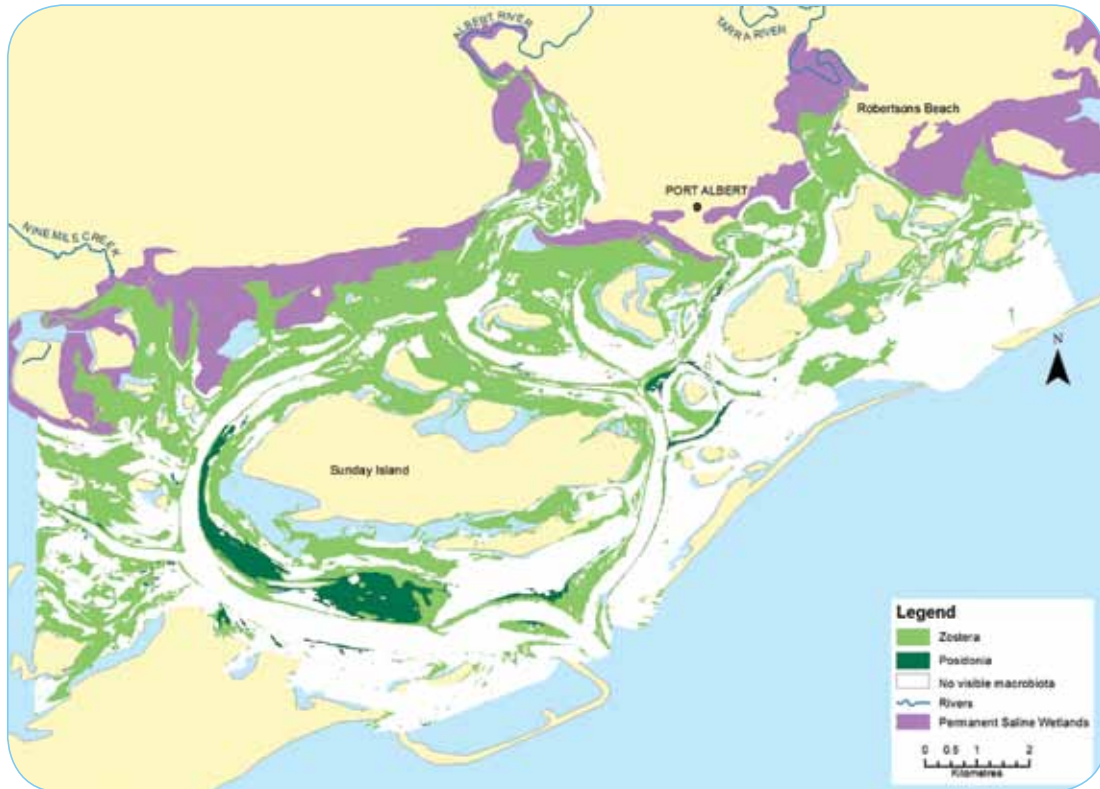 ALBERT RIVER
TARRA RIVER
Robertsons Beach
PORT ALBERT
NINE MILE CREEK
N
Sunday Island
Legend
Zostera
Posidonia
No visible macrobiota
Rivers
Permanent Saline Wetlands
0 0.5 1 2
Kilometres